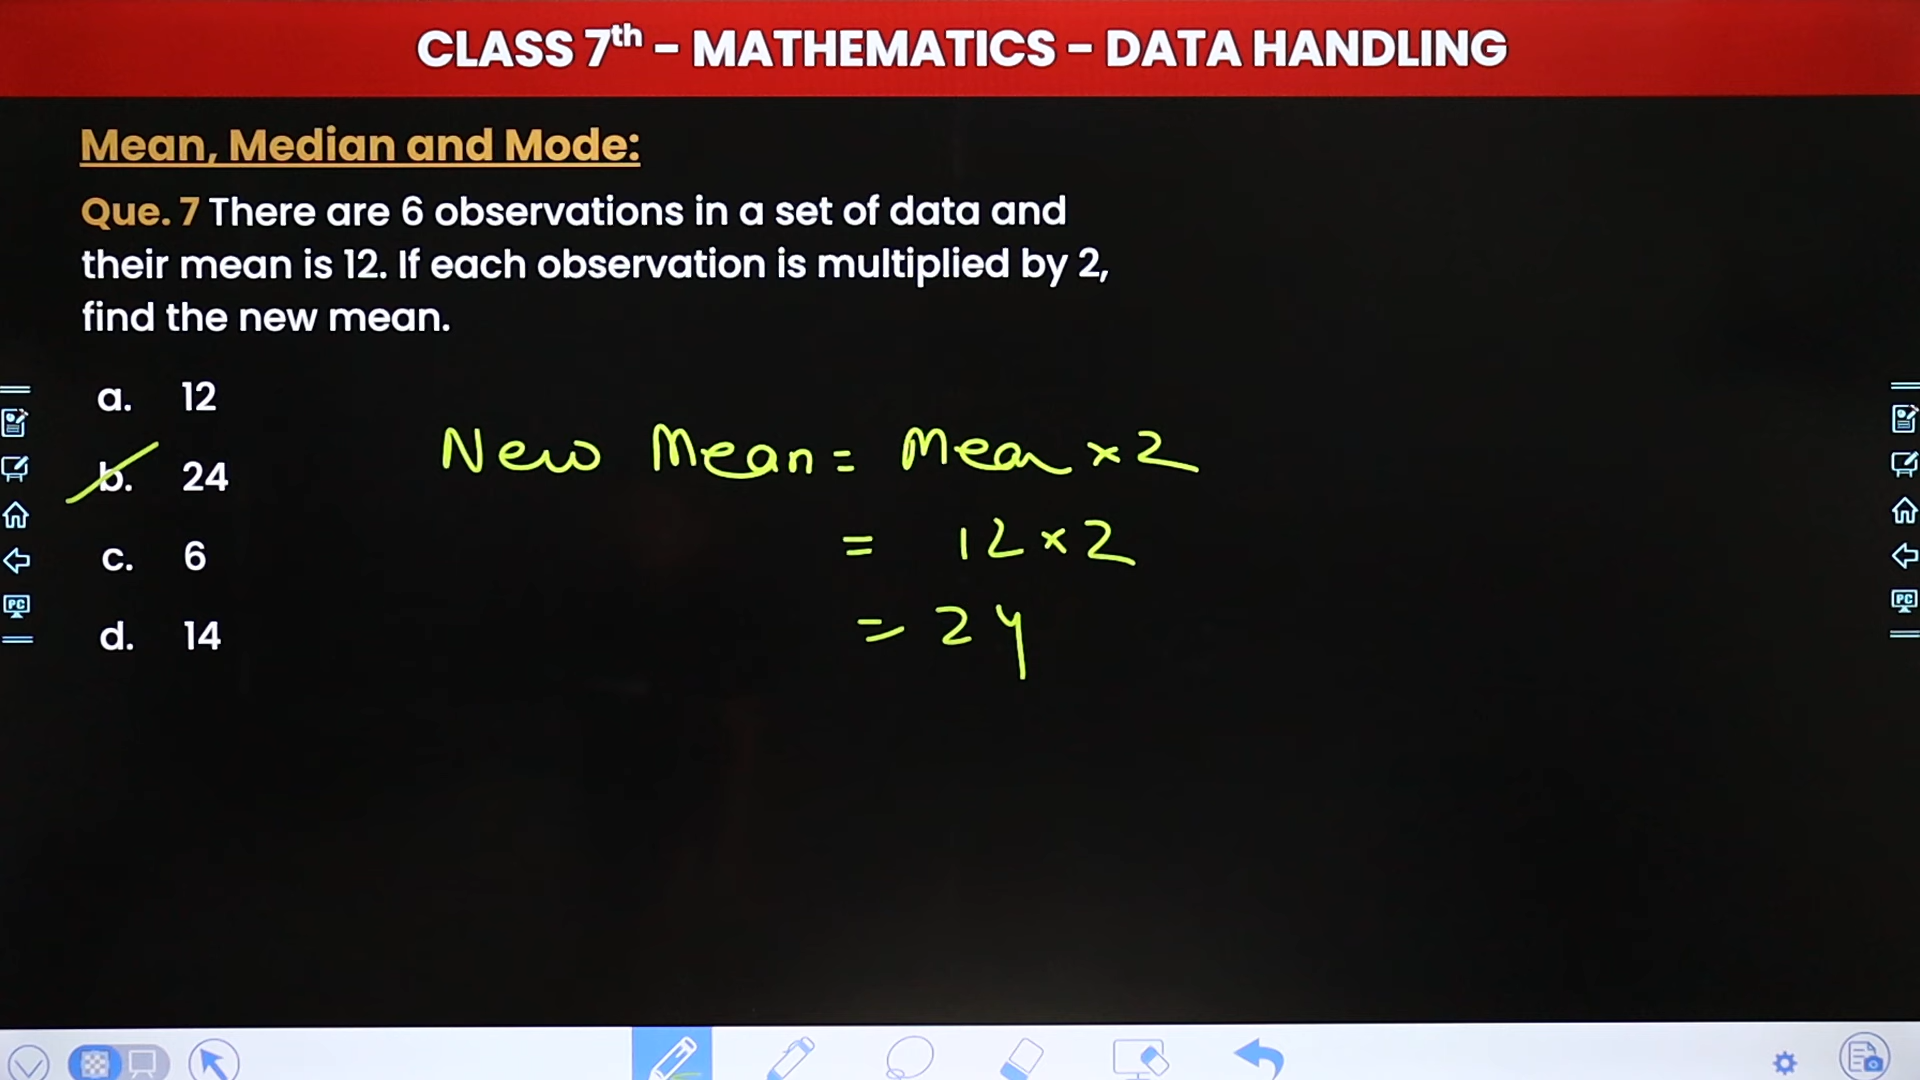 CLASS 7th – MATHEMATICS – DATA HANDLING
Mean, Median and Mode:
Que. 7 There are 6 observations in a set of data and
their mean is 12. If each observation is multiplied by 2,
find the new mean.
a. 12
b. 24
c. 6
d. 14
New Mean = Mean × 2
= 12 × 2
= 24
PC
PC